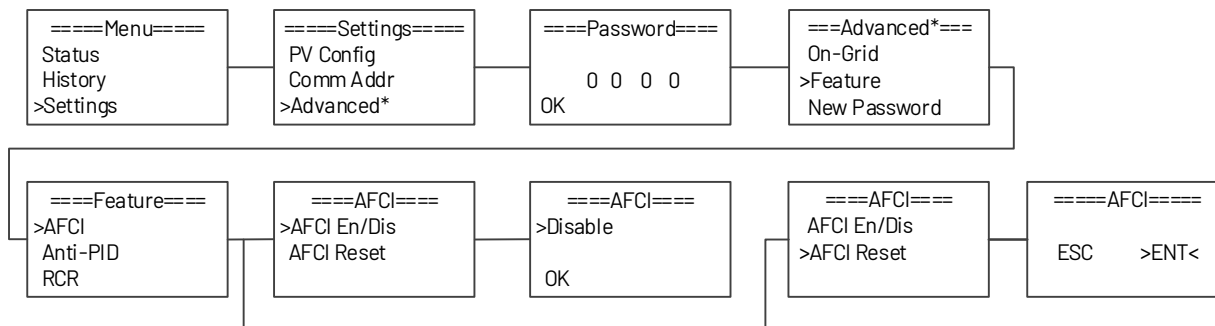 =====Menu=====
Status
History
>Settings
=====Settings=====
PV Config
Comm Addr
>Advanced*
====Password====
0 0 0 0
OK
===Advanced*===
On-Grid
>Feature
New Password
====Feature====
>AFCI
Anti-PID
RCR
====AFCI====
>AFCI En/Dis
AFCI Reset
====AFCI====
>Disable
OK
====AFCI====
AFCI En/Dis
>AFCI Reset
=====AFCI=====
ESC >ENT<